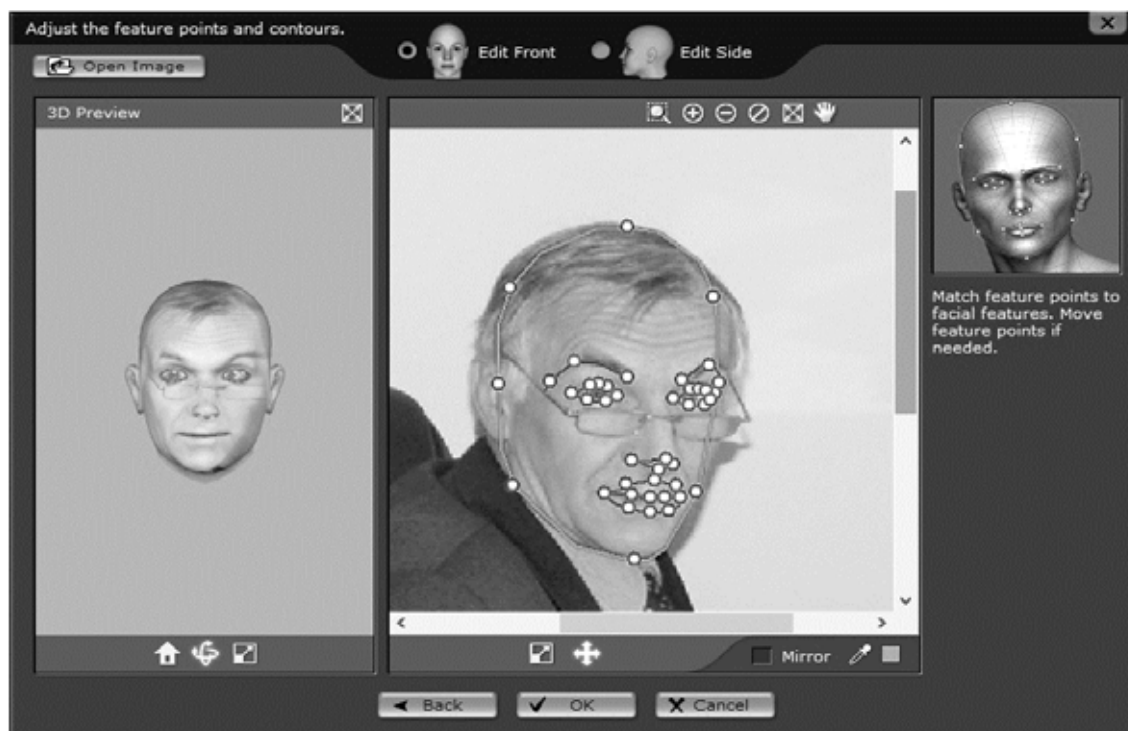 Adjust the feature points and contours.
Edit Front
Edit Side
Open Image
3D Preview
Match feature points to
facial features. Move
feature points if
needed.
Mirror
Back
OK
Cancel